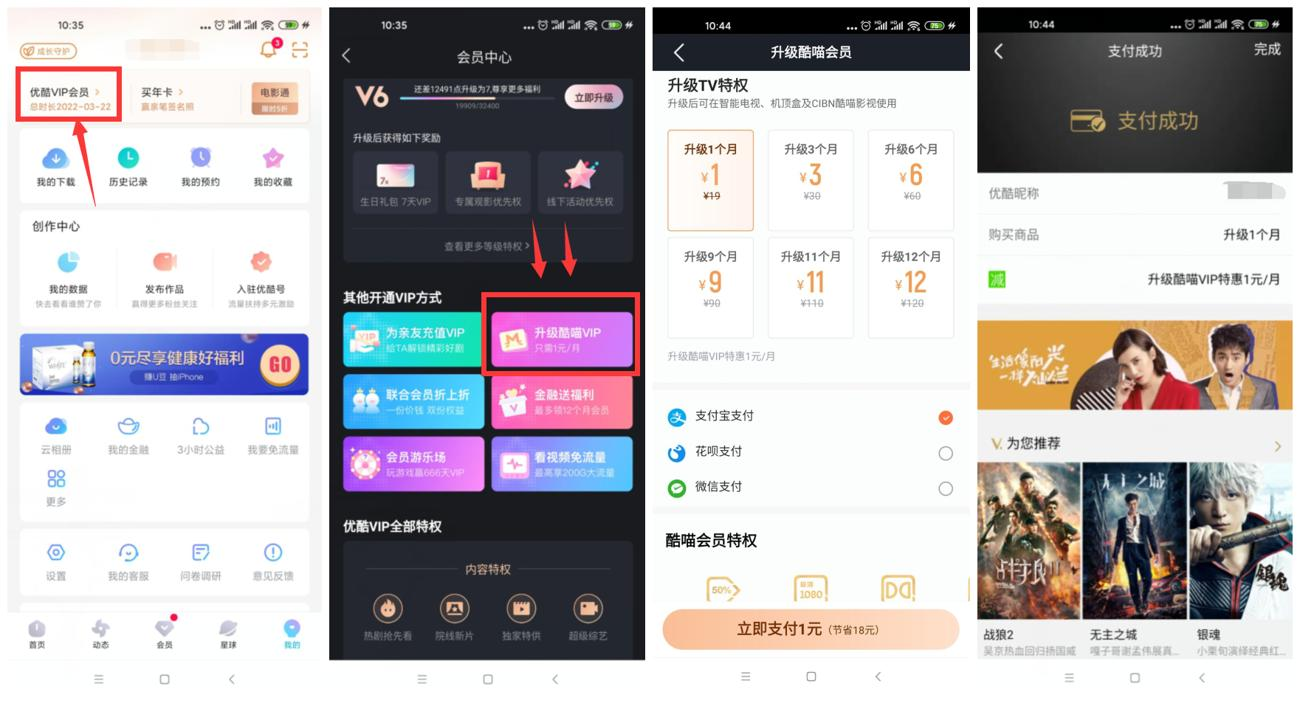 10:35
59
成长守护
3
优酷VIP会员 >
总时长2022-03-22
买年卡 >
赢亲笔签名照
电影通
限时5折
我的下载
历史记录
我的预约
我的收藏
创作中心
我的数据
快去看看谁赞了你
发布作品
赢得更多粉丝关注
入驻优酷号
流量扶持多元激励
0元尽享健康好福利
赚U豆 抽iPhone
GO
云相册
我的金融
3小时公益
我要免流量
更多
设置
我的客服
问卷调研
意见反馈
首页
动态
会员
星球
我的
10:35
会员中心
V6
还差12491点升级为7,尊享更多福利
19909/32400
立即升级
升级后获得如下奖励
7天
生日礼包 7天VIP
专属观影优先权
线下活动优先权
查看更多等级特权 >
其他开通VIP方式
为亲友充值VIP
给TA解锁精彩好剧
升级酷喵VIP
只需1元/月
联合会员折上折
一份价钱 双份权益
金融送福利
最多领12个月会员
会员游乐场
玩游戏赢666天VIP
看视频免流量
最高享200G大流量
优酷VIP全部特权
内容特权
热剧抢先看
院线新片
独家特供
超级综艺
10:44
75
升级酷喵会员
升级TV特权
升级后可在智能电视、机顶盒及CIBN酷喵影视使用
升级1个月
¥1
¥19
升级3个月
¥3
¥30
升级6个月
¥6
¥60
升级9个月
¥9
¥90
升级11个月
¥11
¥110
升级12个月
¥12
¥120
升级酷喵VIP特惠1元/月
支付宝支付
花呗支付
微信支付
酷喵会员特权
50%
1080
立即支付1元 (节省18元)
10:44
75
支付成功
完成
支付成功
优酷昵称
购买商品
升级1个月
减
升级酷喵VIP特惠1元/月
生活像阳光
一样灿烂
V. 为您推荐
战狼II
无主之城
银魂
战狼2
吴京热血回归扬国威
无主之城
嘎子哥谢孟伟展真...
银魂
小栗旬演绎经典红...